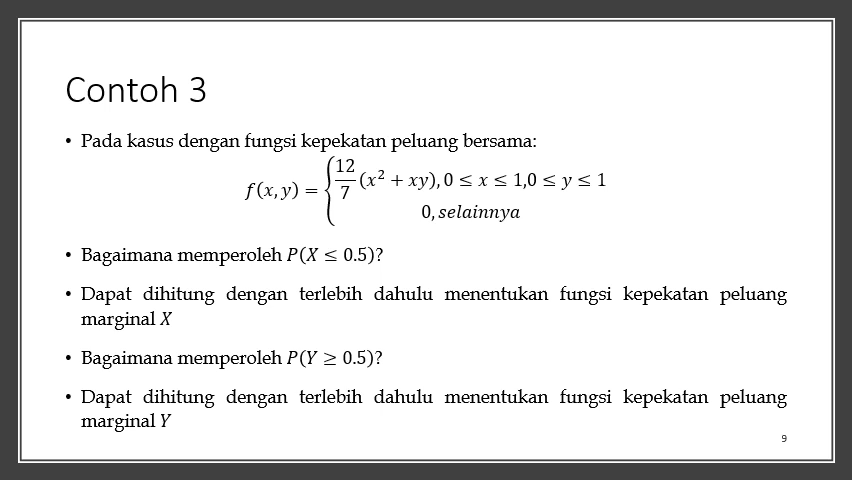 Contoh 3
• Pada kasus dengan fungsi kepekatan peluang bersama:
f(x, y) = { 12/7 (x² + xy), 0 ≤ x ≤ 1,0 ≤ y ≤ 1
0, selainnya
• Bagaimana memperoleh P(X ≤ 0.5)?
• Dapat dihitung dengan terlebih dahulu menentukan fungsi kepekatan peluang
marginal X
• Bagaimana memperoleh P(Y ≥ 0.5)?
• Dapat dihitung dengan terlebih dahulu menentukan fungsi kepekatan peluang
marginal Y
9